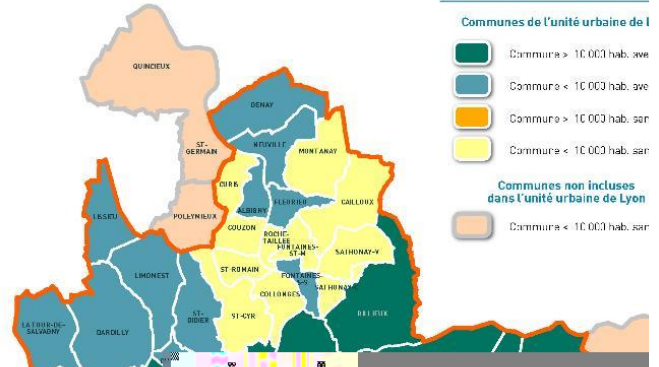 Communes de l'unité urbaine de L
Commune > 10 000 hab. ave
Commune < 10 000 hab. ave
Commune > 10 000 hab. san
Commune < 10 000 hab. san
Communes non incluses
dans l'unité urbaine de Lyon
Commune < 10 000 hab. san
QUINCIEUX
GENAY
ST-
GERMAIN
NEUVILLE
MONTANAY
CURIS
POLEYMIEUX
ALBIGNY
FLEURIEU
CAILLOUX
LISSIEU
COUZON
ROCHE-
TAILLEE
FONTAINES-
ST-M
SATHONAY-V
LIMONEST
ST-ROMAIN
FONTAINES
S-S
SATHONAY-C
COLLONGES
RILLIEUX
LA TOUR-DE-
SALVAGNY
DARDILLY
ST-
DIDIER
ST-CYR